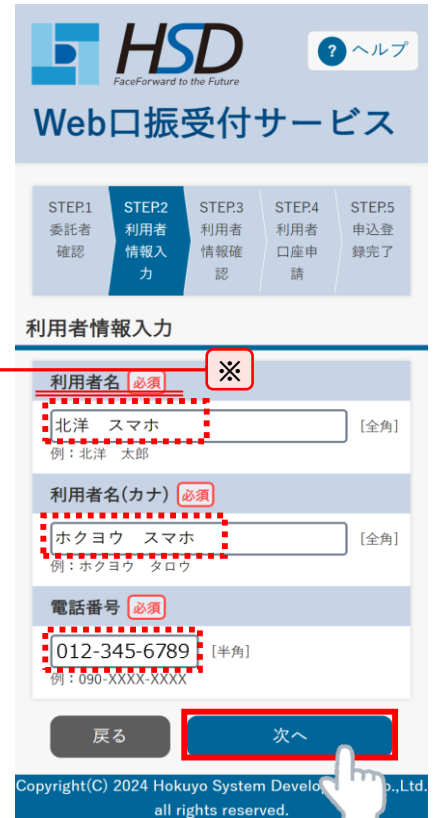 HSD
FaceForward to the Future
? ヘルプ
Web口振受付サービス
STEP.1
委託者
確認
STEP.2
利用者
情報入
力
STEP.3
利用者
情報確
認
STEP.4
利用者
口座申
請
STEP.5
申込登
録完了
利用者情報入力
※
利用者名 必須
北洋　スマホ [全角]
例：北洋　太郎
利用者名(カナ) 必須
ホクヨウ　スマホ [全角]
例：ホクヨウ　タロウ
電話番号 必須
012-345-6789 [半角]
例：090-XXXX-XXXX
戻る
次へ
Copyright(C) 2024 Hokuyo System .,Ltd.
all rights reserved.